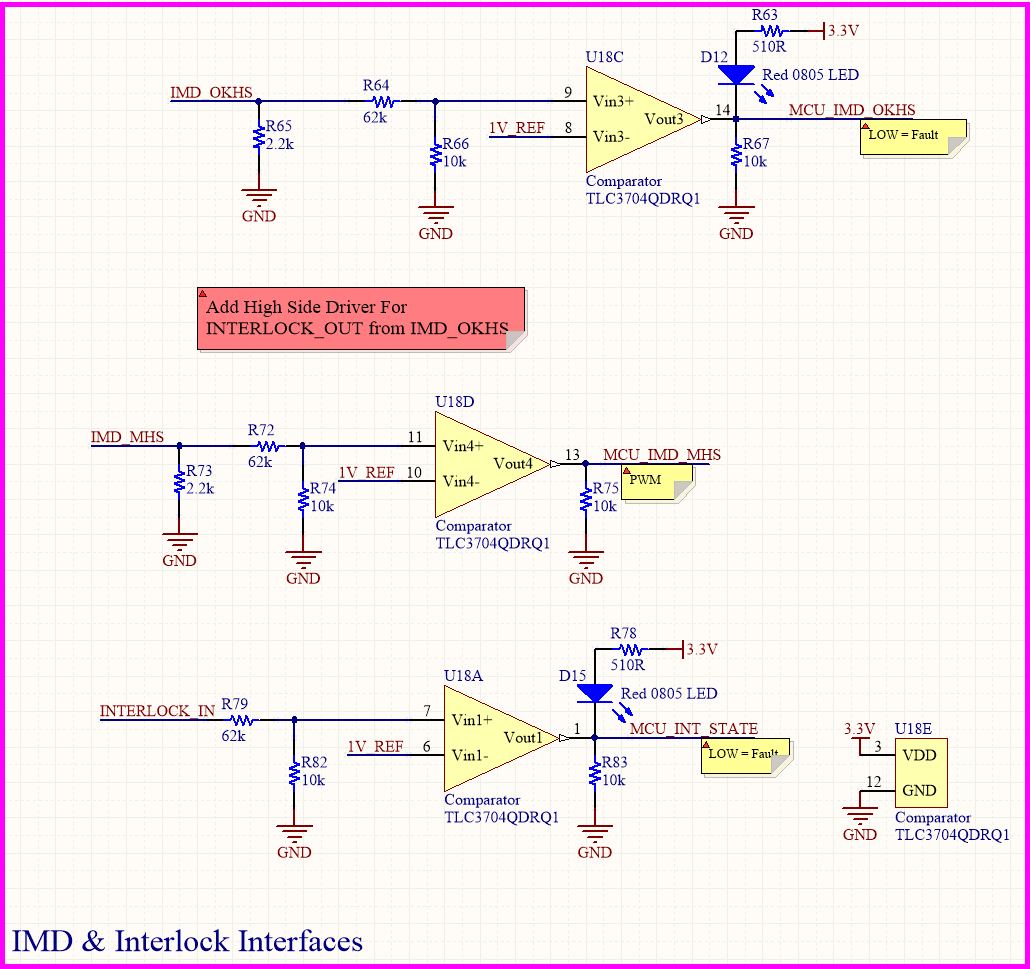 R63
3.3V
510R
U18C
D12
Red 0805 LED
IMD_OKHS
R64
62k
9
Vin3+
Vout3
14
MCU_IMD_OKHS
LOW = Fault
1V_REF
8
Vin3-
R65
2.2k
R66
10k
R67
10k
Comparator
TLC3704QDRQ1
GND
GND
GND
Add High Side Driver For
INTERLOCK_OUT from IMD_OKHS
U18D
IMD_MHS
R72
62k
11
Vin4+
Vout4
13
MCU_IMD_MHS
PWM
1V_REF
10
Vin4-
R73
2.2k
R74
10k
R75
10k
Comparator
TLC3704QDRQ1
GND
GND
GND
R78
3.3V
510R
U18A
D15
Red 0805 LED
INTERLOCK_IN
R79
62k
7
Vin1+
Vout1
1
MCU_INT_STATE
LOW = Fault
1V_REF
6
Vin1-
R82
10k
R83
10k
Comparator
TLC3704QDRQ1
GND
GND
3.3V
U18E
3
VDD
12
GND
GND
Comparator
TLC3704QDRQ1
IMD & Interlock Interfaces